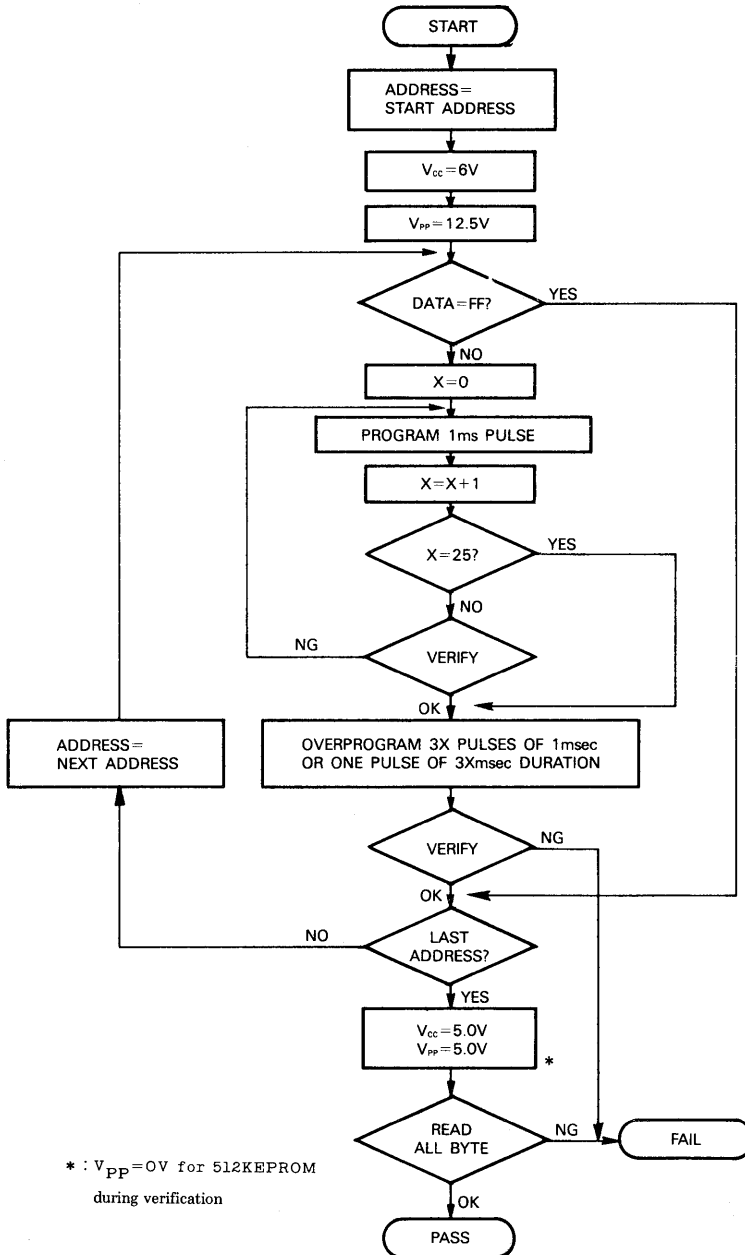 START
ADDRESS=
START ADDRESS
Vcc=6V
VPP=12.5V
DATA=FF?
YES
NO
X=0
PROGRAM 1ms PULSE
X=X+1
X=25?
YES
NO
NG
VERIFY
OK
ADDRESS=
NEXT ADDRESS
OVERPROGRAM 3X PULSES OF 1msec
OR ONE PULSE OF 3Xmsec DURATION
VERIFY
NG
OK
NO
LAST
ADDRESS?
YES
Vcc=5.0V
VPP=5.0V
*
READ
ALL BYTE
NG
FAIL
* : VPP=0V for 512KEPROM
during verification
OK
PASS